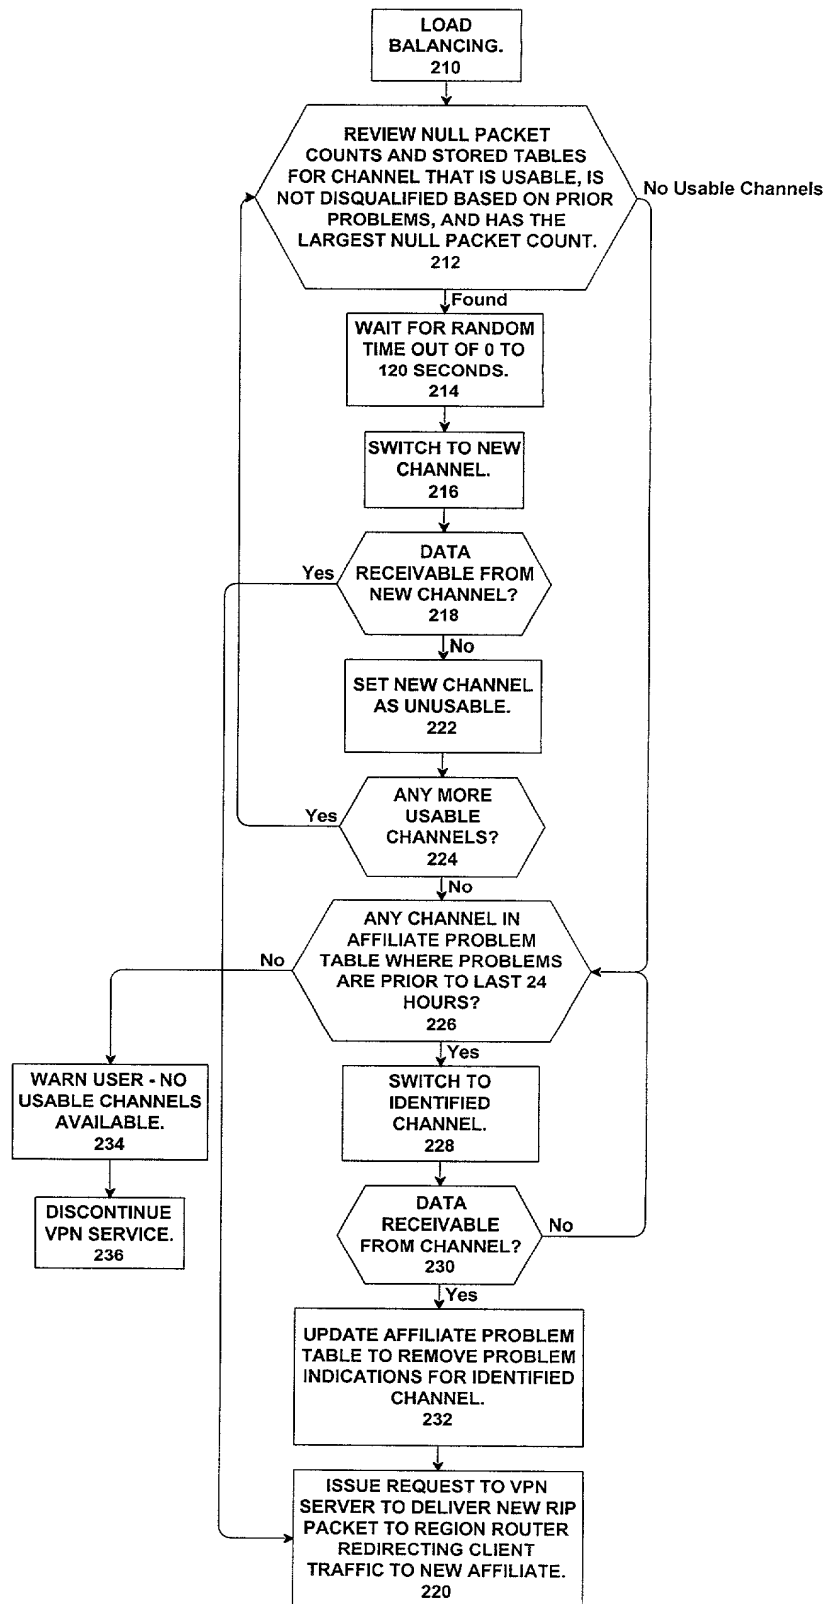 LOAD
BALANCING.
210
REVIEW NULL PACKET
COUNTS AND STORED TABLES
FOR CHANNEL THAT IS USABLE, IS
NOT DISQUALIFIED BASED ON PRIOR
PROBLEMS, AND HAS THE
LARGEST NULL PACKET COUNT.
212
No Usable Channels
Found
WAIT FOR RANDOM
TIME OUT OF 0 TO
120 SECONDS.
214
SWITCH TO NEW
CHANNEL.
216
DATA
RECEIVABLE FROM
NEW CHANNEL?
218
Yes
No
SET NEW CHANNEL
AS UNUSABLE.
222
ANY MORE
USABLE
CHANNELS?
224
Yes
No
ANY CHANNEL IN
AFFILIATE PROBLEM
TABLE WHERE PROBLEMS
ARE PRIOR TO LAST 24
HOURS?
226
No
Yes
WARN USER - NO
USABLE CHANNELS
AVAILABLE.
234
DISCONTINUE
VPN SERVICE.
236
SWITCH TO
IDENTIFIED
CHANNEL.
228
DATA
RECEIVABLE
FROM CHANNEL?
230
No
Yes
UPDATE AFFILIATE PROBLEM
TABLE TO REMOVE PROBLEM
INDICATIONS FOR IDENTIFIED
CHANNEL.
232
ISSUE REQUEST TO VPN
SERVER TO DELIVER NEW RIP
PACKET TO REGION ROUTER
REDIRECTING CLIENT
TRAFFIC TO NEW AFFILIATE.
220